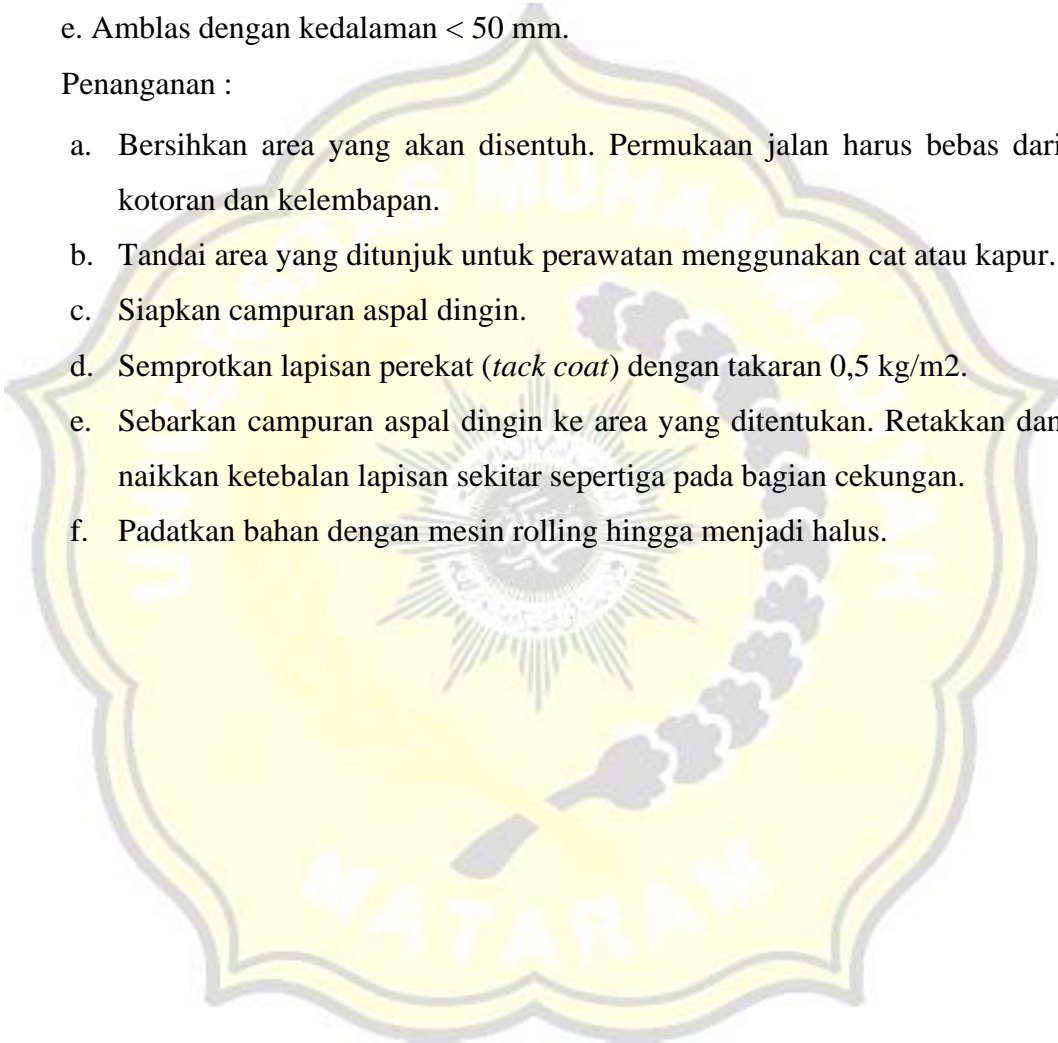 e. Amblas dengan kedalaman < 50 mm.
Penanganan :
a. Bersihkan area yang akan disentuh. Permukaan jalan harus bebas dari
kotoran dan kelembapan.
b. Tandai area yang ditunjuk untuk perawatan menggunakan cat atau kapur.
c. Siapkan campuran aspal dingin.
d. Semprotkan lapisan perekat (tack coat) dengan takaran 0,5 kg/m2.
e. Sebarkan campuran aspal dingin ke area yang ditentukan. Retakkan dan
naikkan ketebalan lapisan sekitar sepertiga pada bagian cekungan.
f. Padatkan bahan dengan mesin rolling hingga menjadi halus.
UNIVERSITAS MUHAMMADIYAH
MATARAM